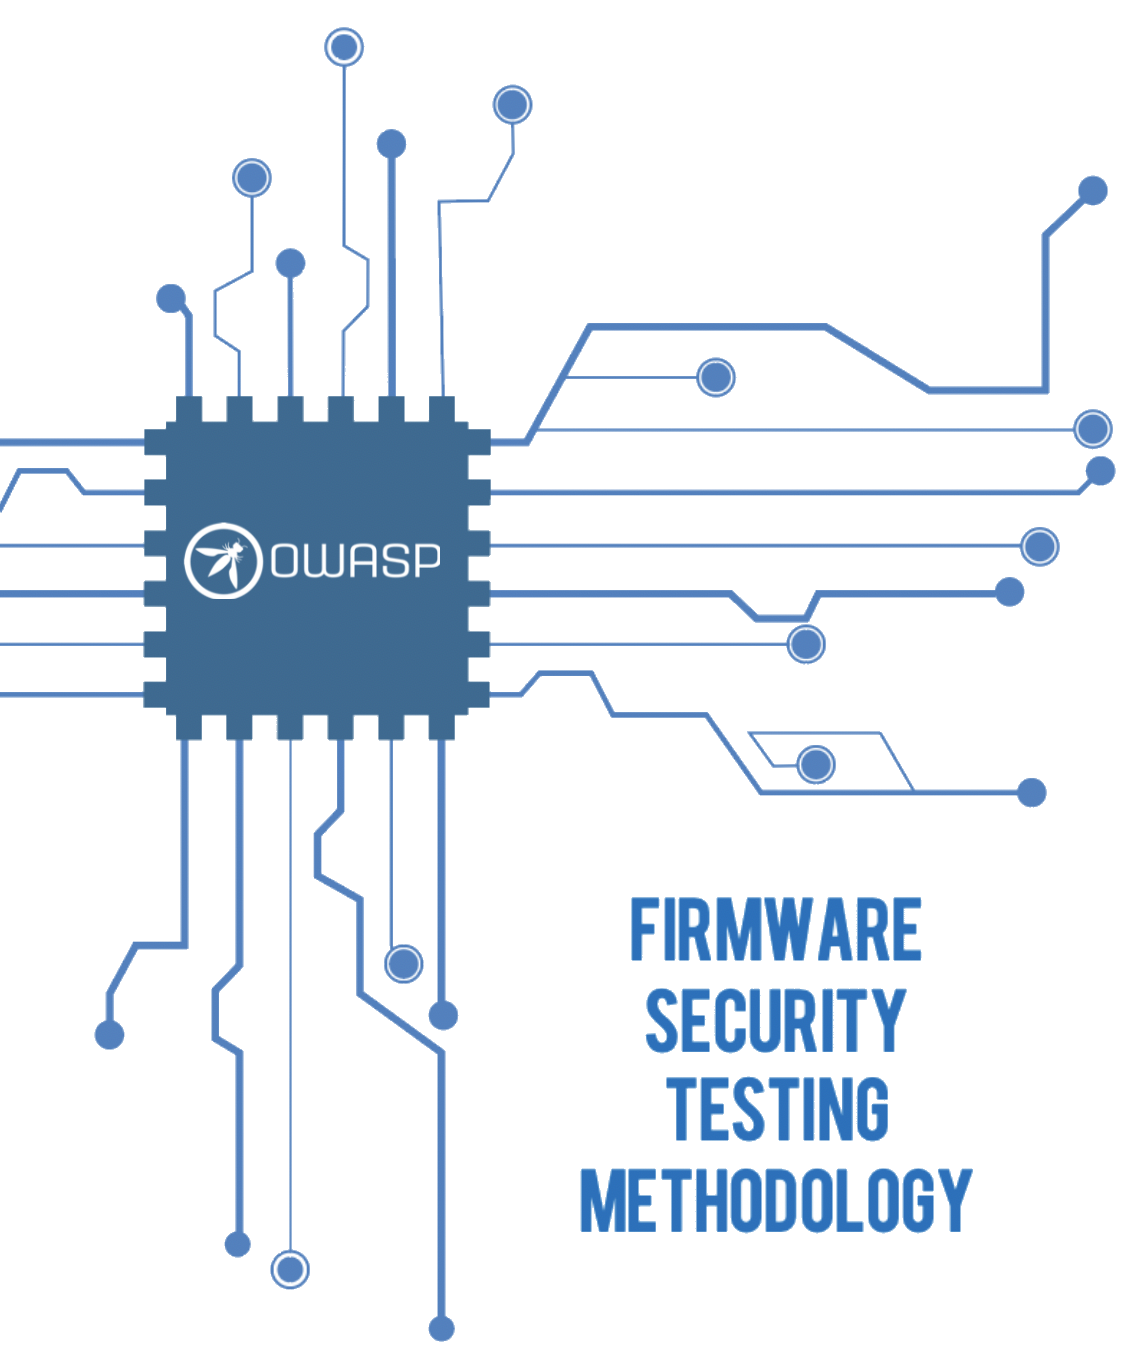 OWASP
FIRMWARE
SECURITY
TESTING
METHODOLOGY